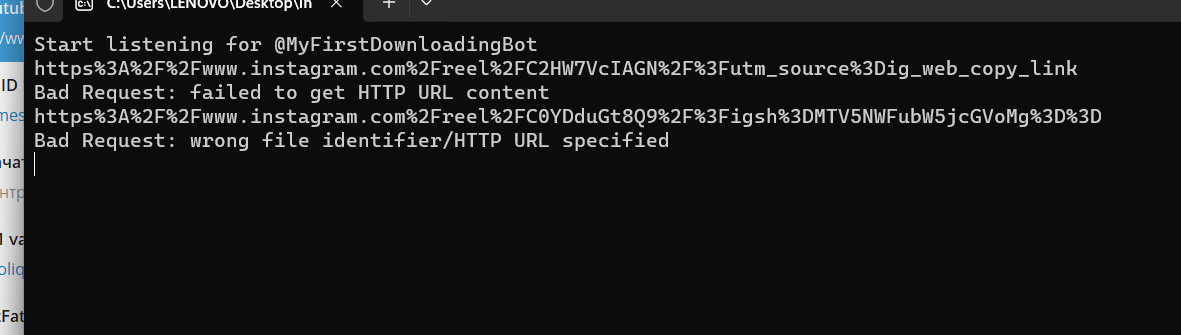 C:\Users\LENOVO\Desktop\In
Start listening for @MyFirstDownloadingBot
https%3A%2F%2Fwww.instagram.com%2Freel%2FC2HW7VcIAGN%2F%3Futm_source%3Dig_web_copy_link
Bad Request: failed to get HTTP URL content
https%3A%2F%2Fwww.instagram.com%2Freel%2FC0YDduGt8Q9%2F%3Figsh%3DMTV5NWFubW5jcGVoMg%3D%3D
Bad Request: wrong file identifier/HTTP URL specified
ID